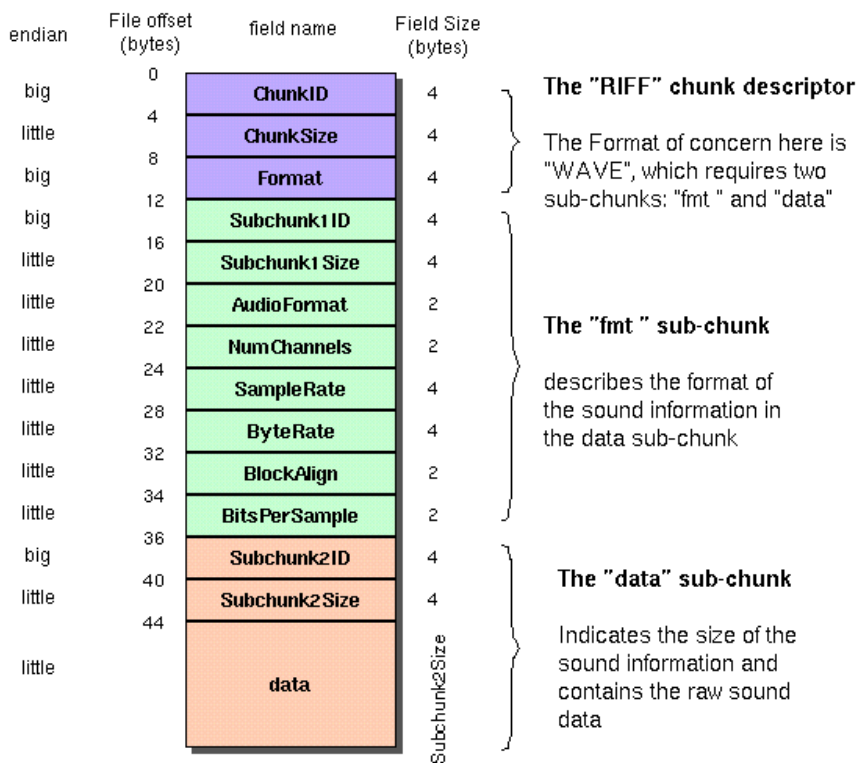 endian
File offset
(bytes)
field name
Field Size
(bytes)
0
big
ChunkID
4
4
little
ChunkSize
4
8
big
Format
4
12
big
Subchunk1ID
4
16
little
Subchunk1Size
4
20
little
AudioFormat
2
22
little
NumChannels
2
24
little
SampleRate
4
28
little
ByteRate
4
32
little
BlockAlign
2
34
little
BitsPerSample
2
36
big
Subchunk2ID
4
40
little
Subchunk2Size
4
44
little
data
Subchunk2Size
The "RIFF" chunk descriptor
The Format of concern here is
"WAVE", which requires two
sub-chunks: "fmt " and "data"
The "fmt " sub-chunk
describes the format of
the sound information in
the data sub-chunk
The "data" sub-chunk
Indicates the size of the
sound information and
contains the raw sound
data